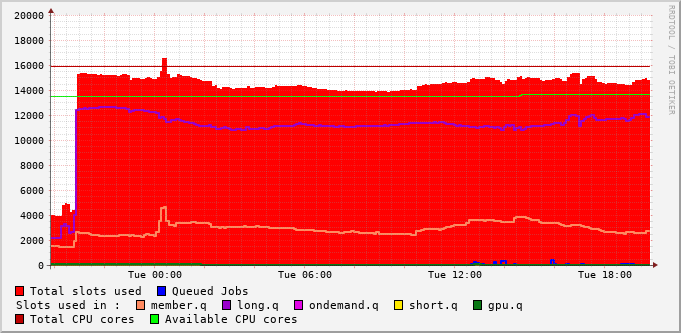 20000
18000
16000
14000
12000
10000
8000
6000
4000
2000
0
Tue 00:00 Tue 06:00 Tue 12:00 Tue 18:00
RRDTOOL / TOBI OETIKER
Total slots used Queued Jobs
Slots used in : member.q long.q ondemand.q short.q gpu.q
Total CPU cores Available CPU cores